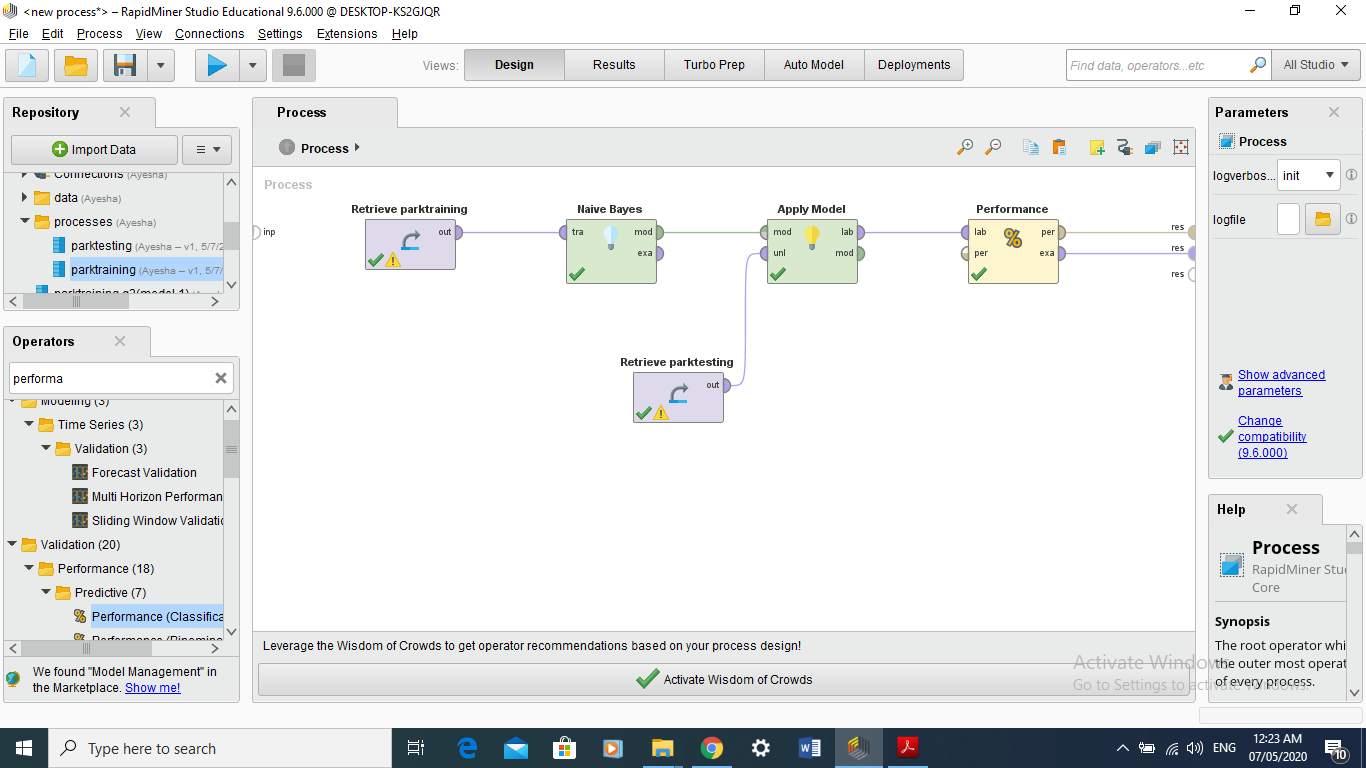 <new process*> – RapidMiner Studio Educational 9.6.000 @ DESKTOP-KS2GJQR
File Edit Process View Connections Settings Extensions Help
Views: Design Results Turbo Prep Auto Model Deployments
Find data, operators...etc
All Studio
Repository
Import Data
Connections (Ayesha)
data (Ayesha)
processes (Ayesha)
parktesting (Ayesha – v1, 5/7/2
parktraining (Ayesha – v1, 5/7/
Operators
performa
Modeling (3)
Time Series (3)
Validation (3)
Forecast Validation
Multi Horizon Performan
Sliding Window Validatio
Validation (20)
Performance (18)
Predictive (7)
Performance (Classifica
We found "Model Management" in
the Marketplace. Show me!
Process
Process
Process
inp
Retrieve parktraining
out
Naive Bayes
tra mod
exa
Apply Model
mod lab
unl mod
Performance
lab per
per exa
res
res
res
Retrieve parktesting
out
Leverage the Wisdom of Crowds to get operator recommendations based on your process design!
Activate Wisdom of Crowds
Parameters
Process
logverbos... init
logfile
Show advanced
parameters
Change
compatibility
(9.6.000)
Help
Process
RapidMiner Stu
Core
Synopsis
The root operator whi
the outer most operat
of every process.
Activate Windows
Go to Settings to activate Windows.
Type here to search
ENG
12:23 AM
07/05/2020
10